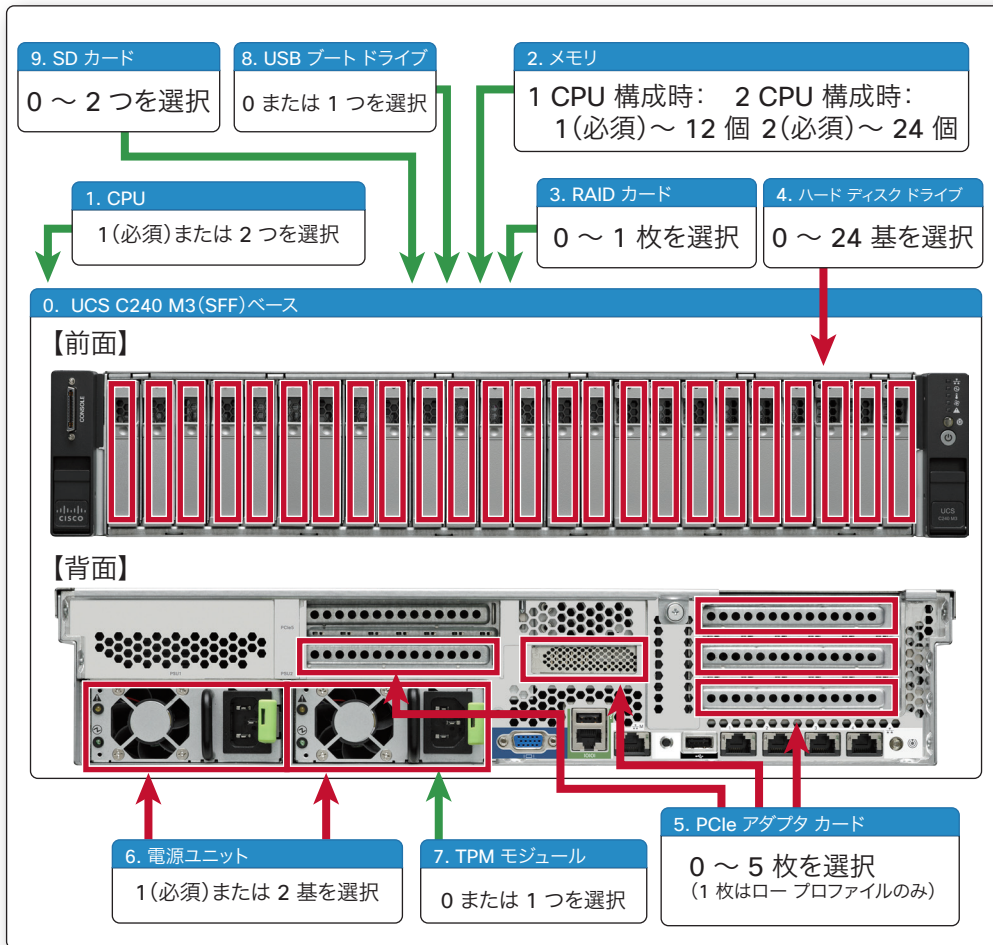 9. SD カード
0 ～ 2 つを選択
8. USB ブート ドライブ
0 または 1 つを選択
2. メモリ
1 CPU 構成時： 2 CPU 構成時：
1（必須）～ 12 個 2（必須）～ 24 個
1. CPU
1（必須）または 2 つを選択
3. RAID カード
0 ～ 1 枚を選択
4. ハード ディスク ドライブ
0 ～ 24 基を選択
0. UCS C240 M3（SFF）ベース
【前面】
CONSOLE
CISCO
UCS
C240 M3
【背面】
PCIe5
PSU1
PSU2
M
6. 電源ユニット
1（必須）または 2 基を選択
7. TPM モジュール
0 または 1 つを選択
5. PCIe アダプタ カード
0 ～ 5 枚を選択
（1 枚はロー プロファイルのみ）